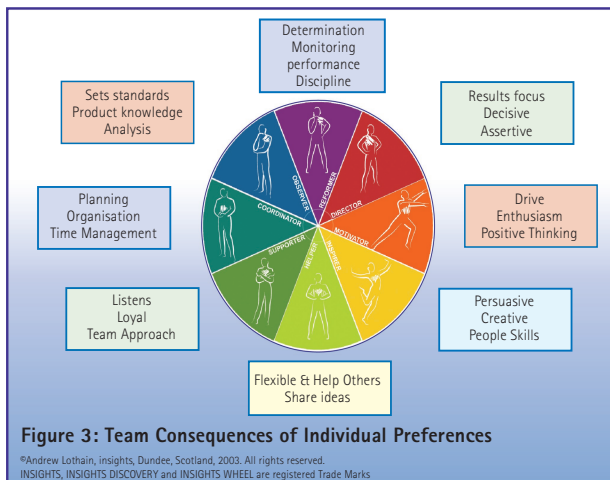 Determination
Monitoring
performance
Discipline
Sets standards
Product knowledge
Analysis
Results focus
Decisive
Assertive
Planning
Organisation
Time Management
Drive
Enthusiasm
Positive Thinking
Listens
Loyal
Team Approach
Persuasive
Creative
People Skills
Flexible & Help Others
Share ideas
OBSERVER
REFORMER
DIRECTOR
MOTIVATOR
INSPIRER
HELPER
SUPPORTER
COORDINATOR
Figure 3: Team Consequences of Individual Preferences
©Andrew Lothain, insights, Dundee, Scotland, 2003. All rights reserved.
INSIGHTS, INSIGHTS DISCOVERY and INSIGHTS WHEEL are registered Trade Marks